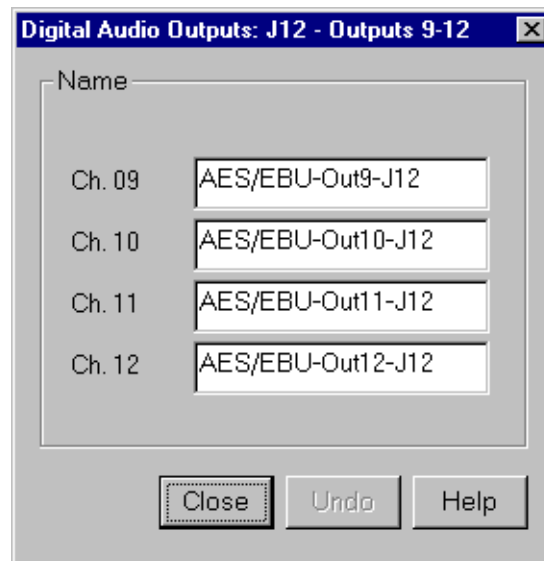 Digital Audio Outputs: J12 - Outputs 9-12
Name
Ch. 09 AES/EBU-Out9-J12
Ch. 10 AES/EBU-Out10-J12
Ch. 11 AES/EBU-Out11-J12
Ch. 12 AES/EBU-Out12-J12
Close Undo Help